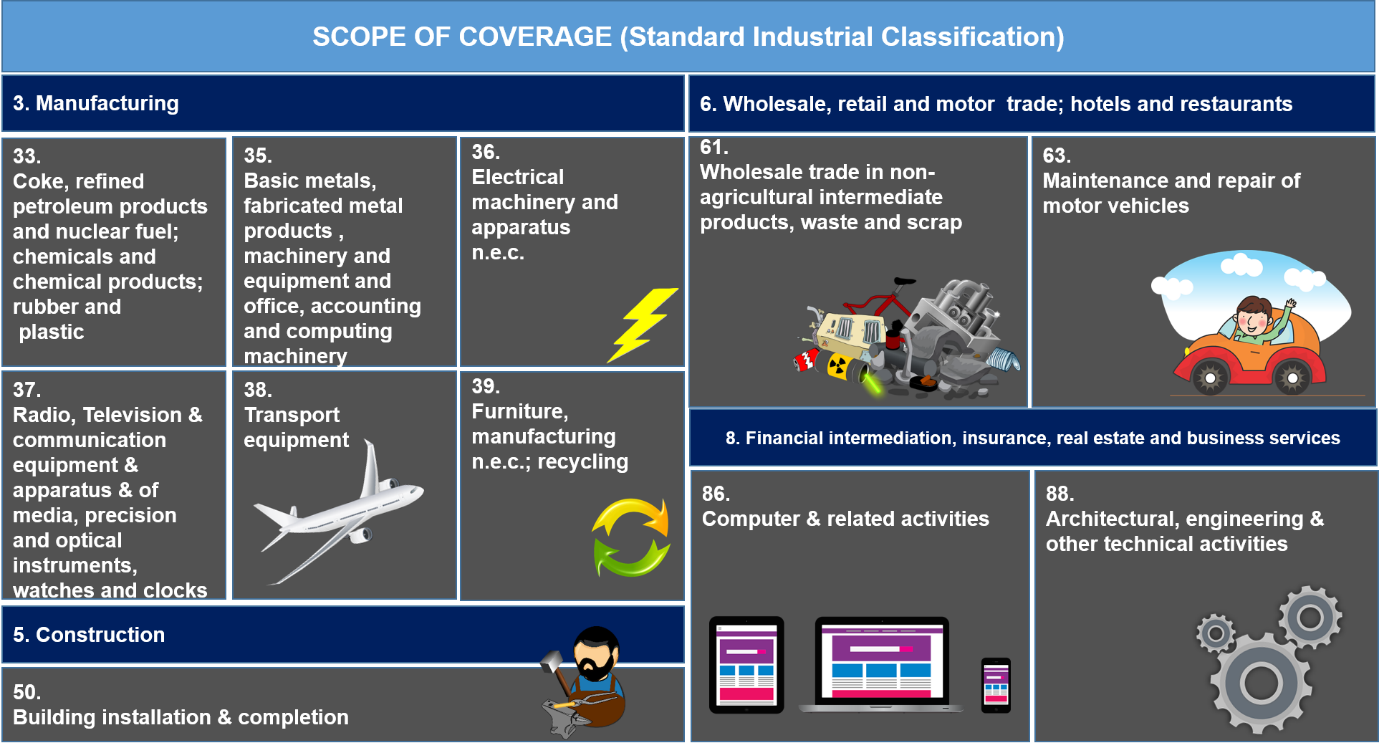 SCOPE OF COVERAGE (Standard Industrial Classification)
3. Manufacturing
33.
Coke, refined
petroleum products
and nuclear fuel;
chemicals and
chemical products;
rubber and
plastic
35.
Basic metals,
fabricated metal
products ,
machinery and
equipment and
office, accounting
and computing
machinery
36.
Electrical
machinery and
apparatus
n.e.c.
37.
Radio, Television &
communication
equipment &
apparatus & of
media, precision
and optical
instruments,
watches and clocks
38.
Transport
equipment
39.
Furniture,
manufacturing
n.e.c.; recycling
5. Construction
50.
Building installation & completion
6. Wholesale, retail and motor  trade; hotels and restaurants
61.
Wholesale trade in non-
agricultural intermediate
products, waste and scrap
63.
Maintenance and repair of
motor vehicles
8. Financial intermediation, insurance, real estate and business services
86.
Computer & related activities
88.
Architectural, engineering &
other technical activities